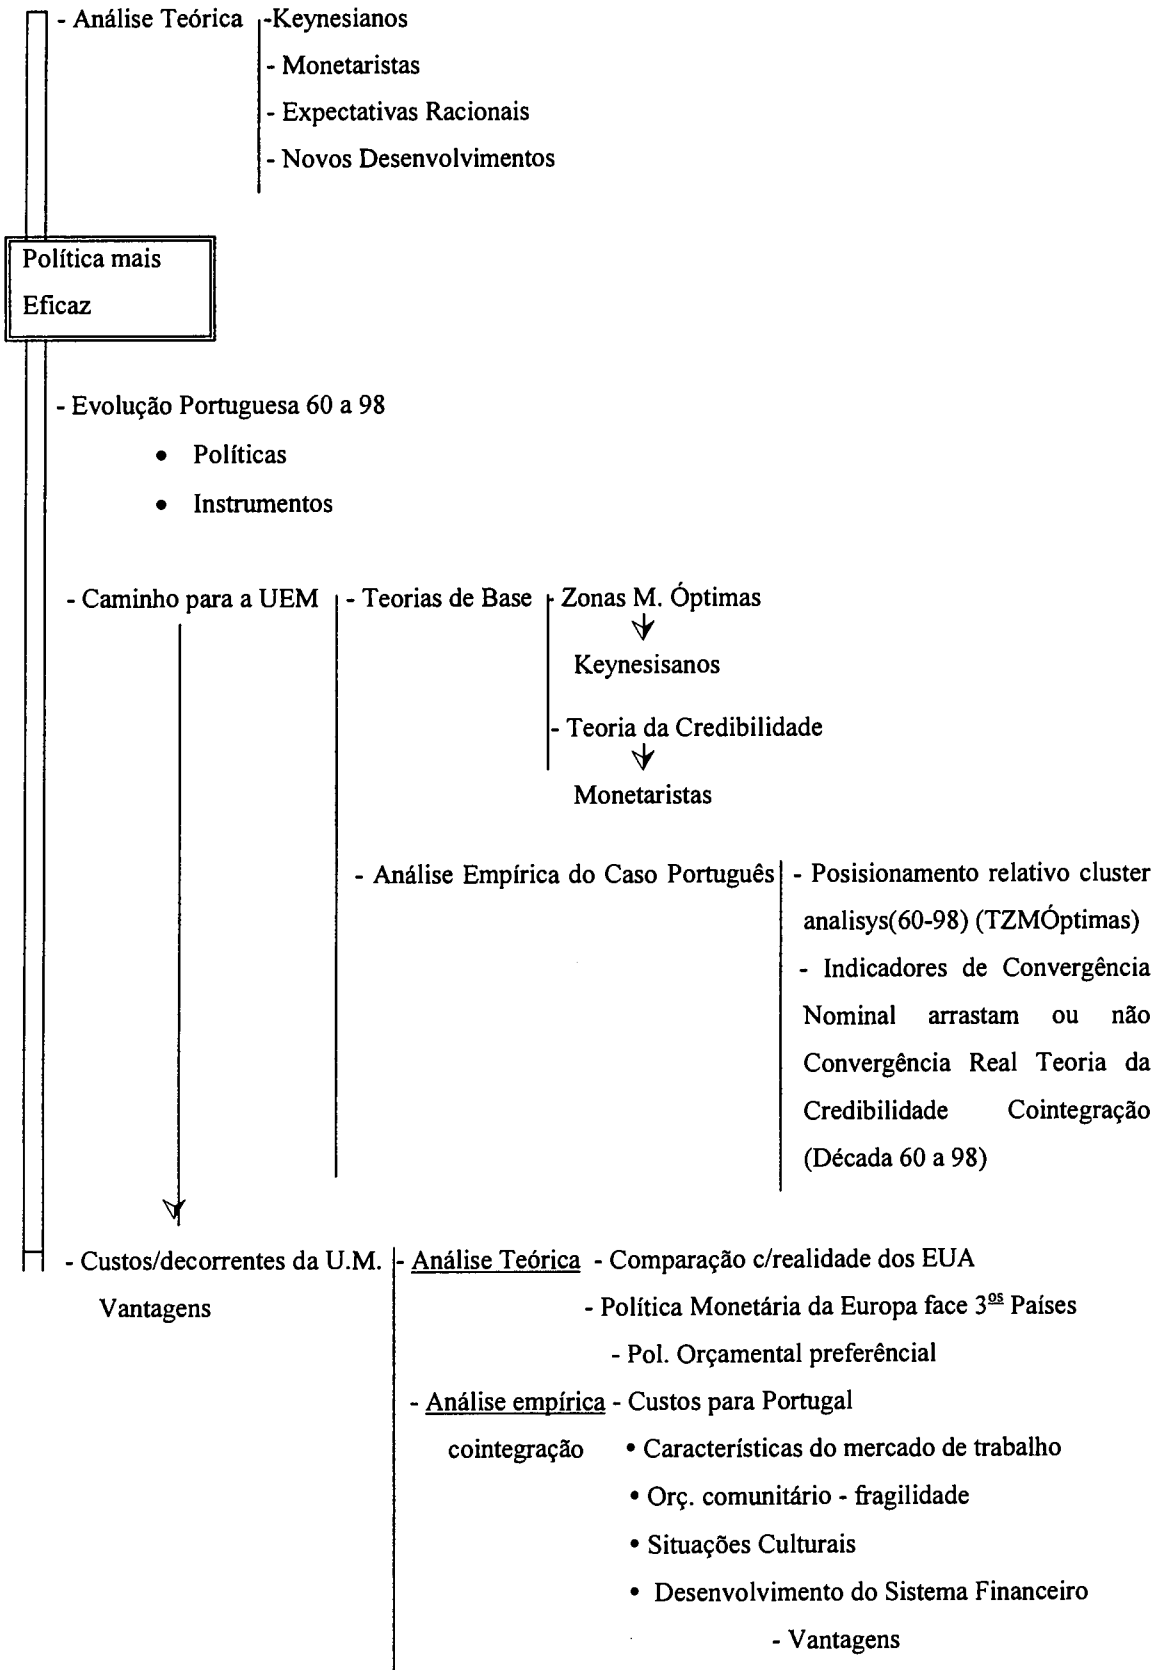 - Análise Teórica -Keynesianos
- Monetaristas
- Expectativas Racionais
- Novos Desenvolvimentos
Política mais
Eficaz
- Evolução Portuguesa 60 a 98
• Políticas
• Instrumentos
- Caminho para a UEM - Teorias de Base - Zonas M. Óptimas
Keynesisanos
- Teoria da Credibilidade
Monetaristas
- Análise Empírica do Caso Português - Posisionamento relativo cluster
analisys(60-98) (TZMÓptimas)
- Indicadores de Convergência
Nominal arrastam ou não
Convergência Real Teoria da
Credibilidade Cointegração
(Década 60 a 98)
- Custos/decorrentes da U.M. - Análise Teórica - Comparação c/realidade dos EUA
Vantagens - Política Monetária da Europa face 3os Países
- Pol. Orçamental preferêncial
- Análise empírica - Custos para Portugal
cointegração • Características do mercado de trabalho
• Orç. comunitário - fragilidade
• Situações Culturais
• Desenvolvimento do Sistema Financeiro
- Vantagens